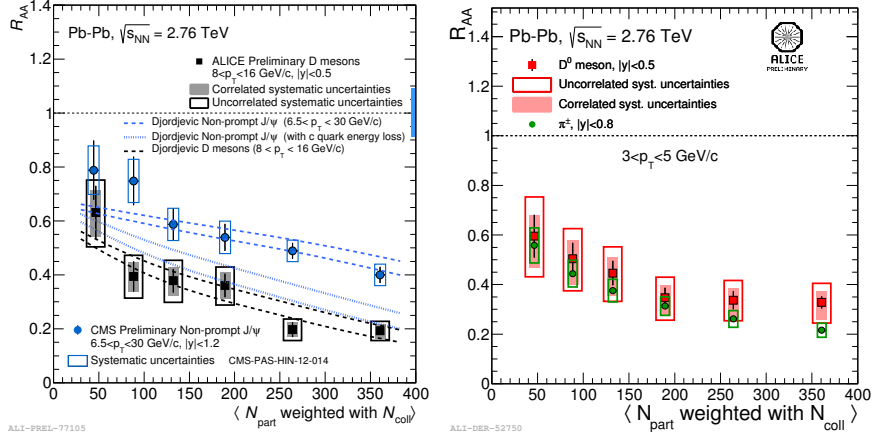 R_AA
1.4
1.2
1
0.8
0.6
0.4
0.2
0
Pb-Pb, √s_NN = 2.76 TeV
ALICE Preliminary D mesons
8<p_T<16 GeV/c, |y|<0.5
Correlated systematic uncertainties
Uncorrelated systematic uncertainties
Djordjevic Non-prompt J/ψ (6.5< p_T < 30 GeV/c)
Djordjevic Non-prompt J/ψ (with c quark energy loss)
Djordjevic D mesons (8 < p_T < 16 GeV/c)
CMS Preliminary Non-prompt J/ψ
6.5<p_T<30 GeV/c, |y|<1.2
Systematic uncertainties
CMS-PAS-HIN-12-014
0 50 100 150 200 250 300 350 400
⟨ N_part weighted with N_coll ⟩
ALI-PREL-77105
R_AA
1.4
1.2
1
0.8
0.6
0.4
0.2
0
Pb-Pb, √s_NN = 2.76 TeV
ALICE
PRELIMINARY
D⁰ meson, |y|<0.5
Uncorrelated syst. uncertainties
Correlated syst. uncertainties
π±, |y|<0.8
3<p_T<5 GeV/c
0 50 100 150 200 250 300 350 400
⟨ N_part weighted with N_coll ⟩
ALI-DER-52750